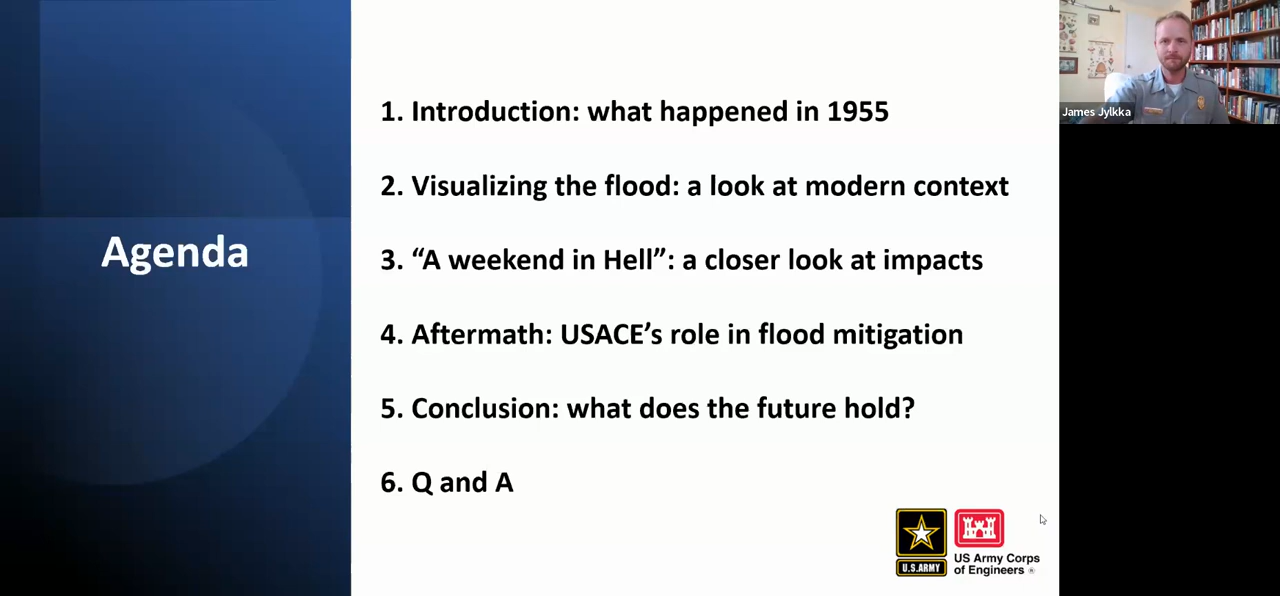 Agenda
1. Introduction: what happened in 1955
2. Visualizing the flood: a look at modern context
3. “A weekend in Hell”: a closer look at impacts
4. Aftermath: USACE’s role in flood mitigation
5. Conclusion: what does the future hold?
6. Q and A
U.S.ARMY
US Army Corps
of Engineers ®
James Jylkka